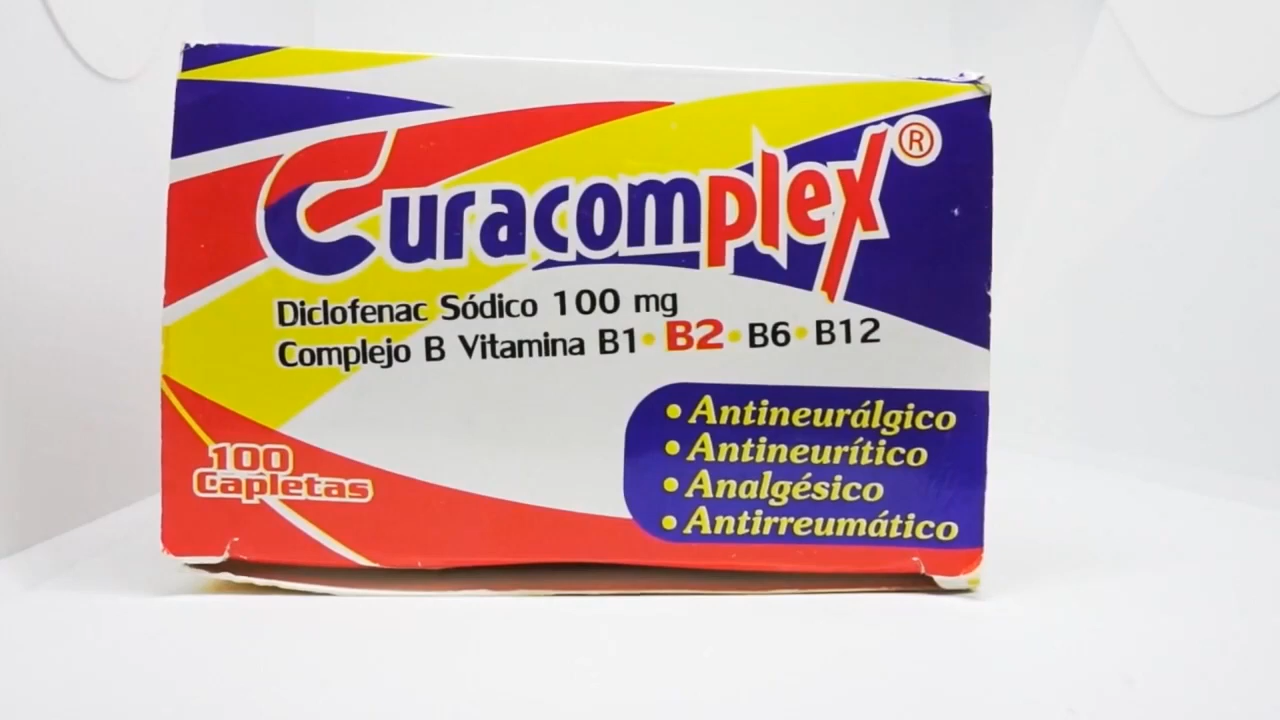 Curacomplex®
Diclofenac Sódico 100 mg
Complejo B Vitamina B1 • B2 • B6 • B12
• Antineurálgico
• Antineurítico
• Analgésico
• Antirreumático
100
Capletas